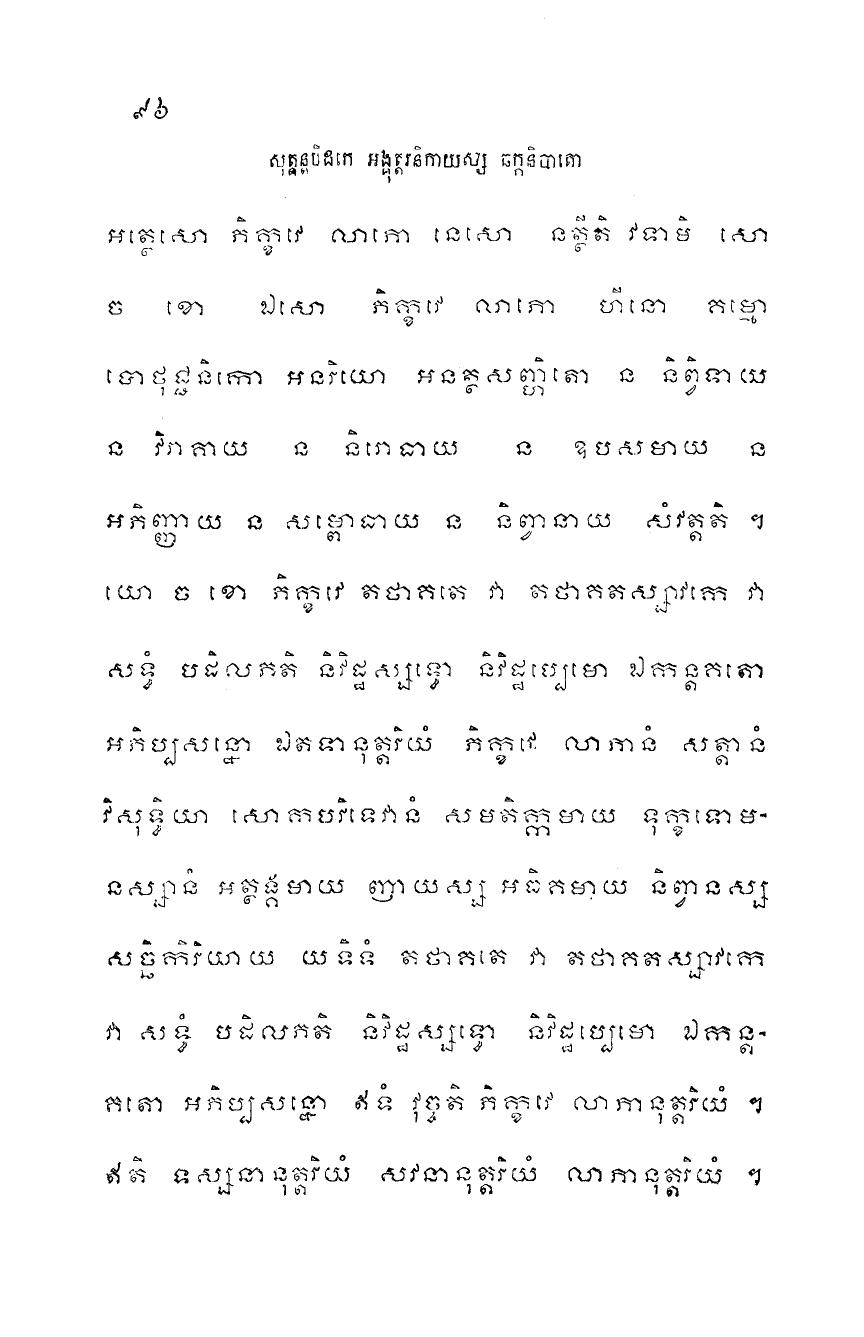 ៩៦
សុត្តន្តបិដកេ អង្គុត្តរនិកាយស្ស ឆក្កនិបាតោ
អត្ថេសោ ភិក្ខវេ លាភោ នេសោ នត្ថីតិ វទាមិ សោ
ច ខោ ឯសោ ភិក្ខវេ លាភោ ហីនោ គម្មោ
បោថុជ្ជនិកោ អនរិយោ អនត្ថសញ្ហិតោ ន និព្វិទាយ
ន វិរាគាយ ន និរោធាយ ន ឧបសមាយ ន
អភិញ្ញាយ ន សម្ពោធាយ ន និព្វានាយ សំវត្តតិ ។
យោ ច ខោ ភិក្ខវេ តថាគតេ វា តថាគតស្សាវកេ វា
សទ្ធំ បដិលភតិ និវិដ្ឋស្សទ្ធោ និវិដ្ឋប្បេមោ ឯកន្តគតោ
អភិប្បសន្នោ ឯតទានុត្តរិយំ ភិក្ខវេ លាភានំ សត្តានំ
វិសុទ្ធិយា សោកបរិទេវានំ សមតិក្កមាយ ទុក្ខទោម-
នស្សានំ អត្ថង្គមាយ ញាយស្ស អធិគមាយ និព្វានស្ស
សច្ឆិកិរិយាយ យទិទំ តថាគតេ វា តថាគតស្សាវកេ
វា សទ្ធំ បដិលភតិ និវិដ្ឋស្សទ្ធោ និវិដ្ឋប្បេមោ ឯកន្ត-
គតោ អភិប្បសន្នោ ឥទំ វុច្ចតិ ភិក្ខវេ លាភានុត្តរិយំ ។
ឥតិ ទស្សនានុត្តរិយំ សវនានុត្តរិយំ លាភានុត្តរិយំ ។